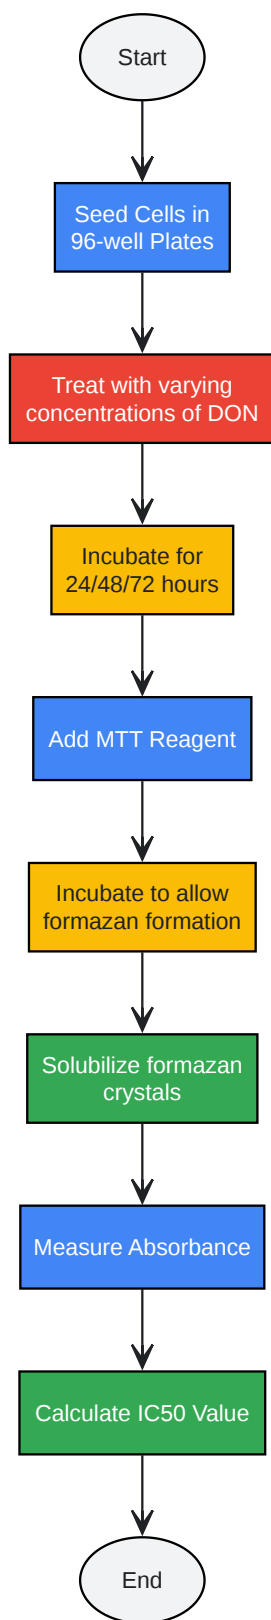 Start
Seed Cells in
96-well Plates
Treat with varying
concentrations of DON
Incubate for
24/48/72 hours
Add MTT Reagent
Incubate to allow
formazan formation
Solubilize formazan
crystals
Measure Absorbance
Calculate IC50 Value
End